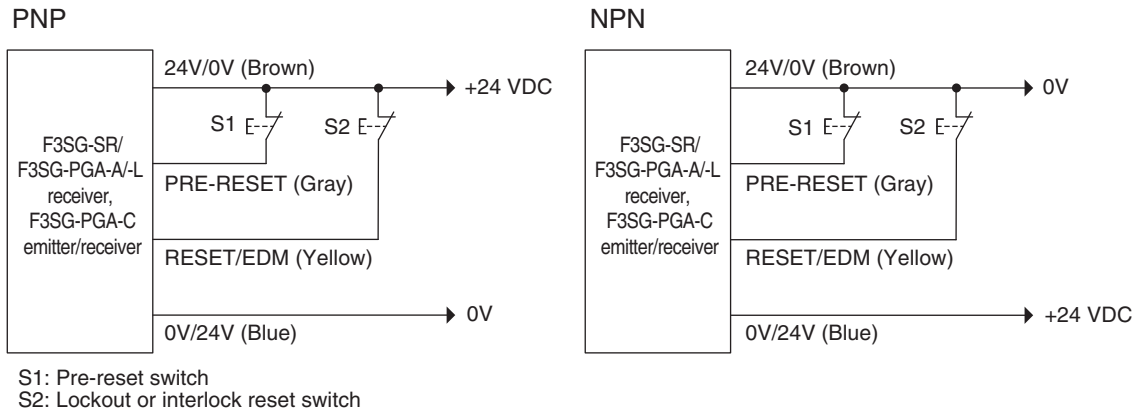 PNP
24V/0V (Brown)
+24 VDC
S1
S2
F3SG-SR/
F3SG-PGA-A/-L
receiver,
F3SG-PGA-C
emitter/receiver
PRE-RESET (Gray)
RESET/EDM (Yellow)
0V
0V/24V (Blue)
NPN
24V/0V (Brown)
0V
S1
S2
F3SG-SR/
F3SG-PGA-A/-L
receiver,
F3SG-PGA-C
emitter/receiver
PRE-RESET (Gray)
RESET/EDM (Yellow)
+24 VDC
0V/24V (Blue)
S1: Pre-reset switch
S2: Lockout or interlock reset switch